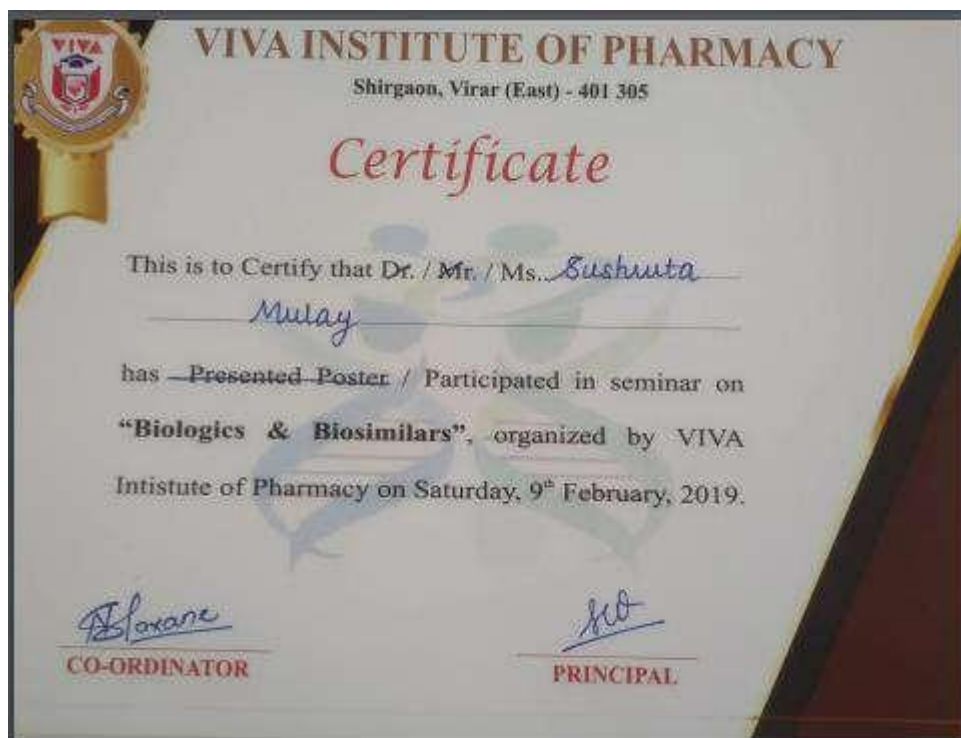 VIVA
VIVA INSTITUTE OF PHARMACY
Shirgaon, Virar (East) - 401 305
Certificate
This is to Certify that Dr. / Mr. / Ms.. Sushruta
Mulay
has Presented Poster / Participated in seminar on
“Biologics & Biosimilars”, organized by VIVA
Intistute of Pharmacy on Saturday, 9th February, 2019.
CO-ORDINATOR
PRINCIPAL